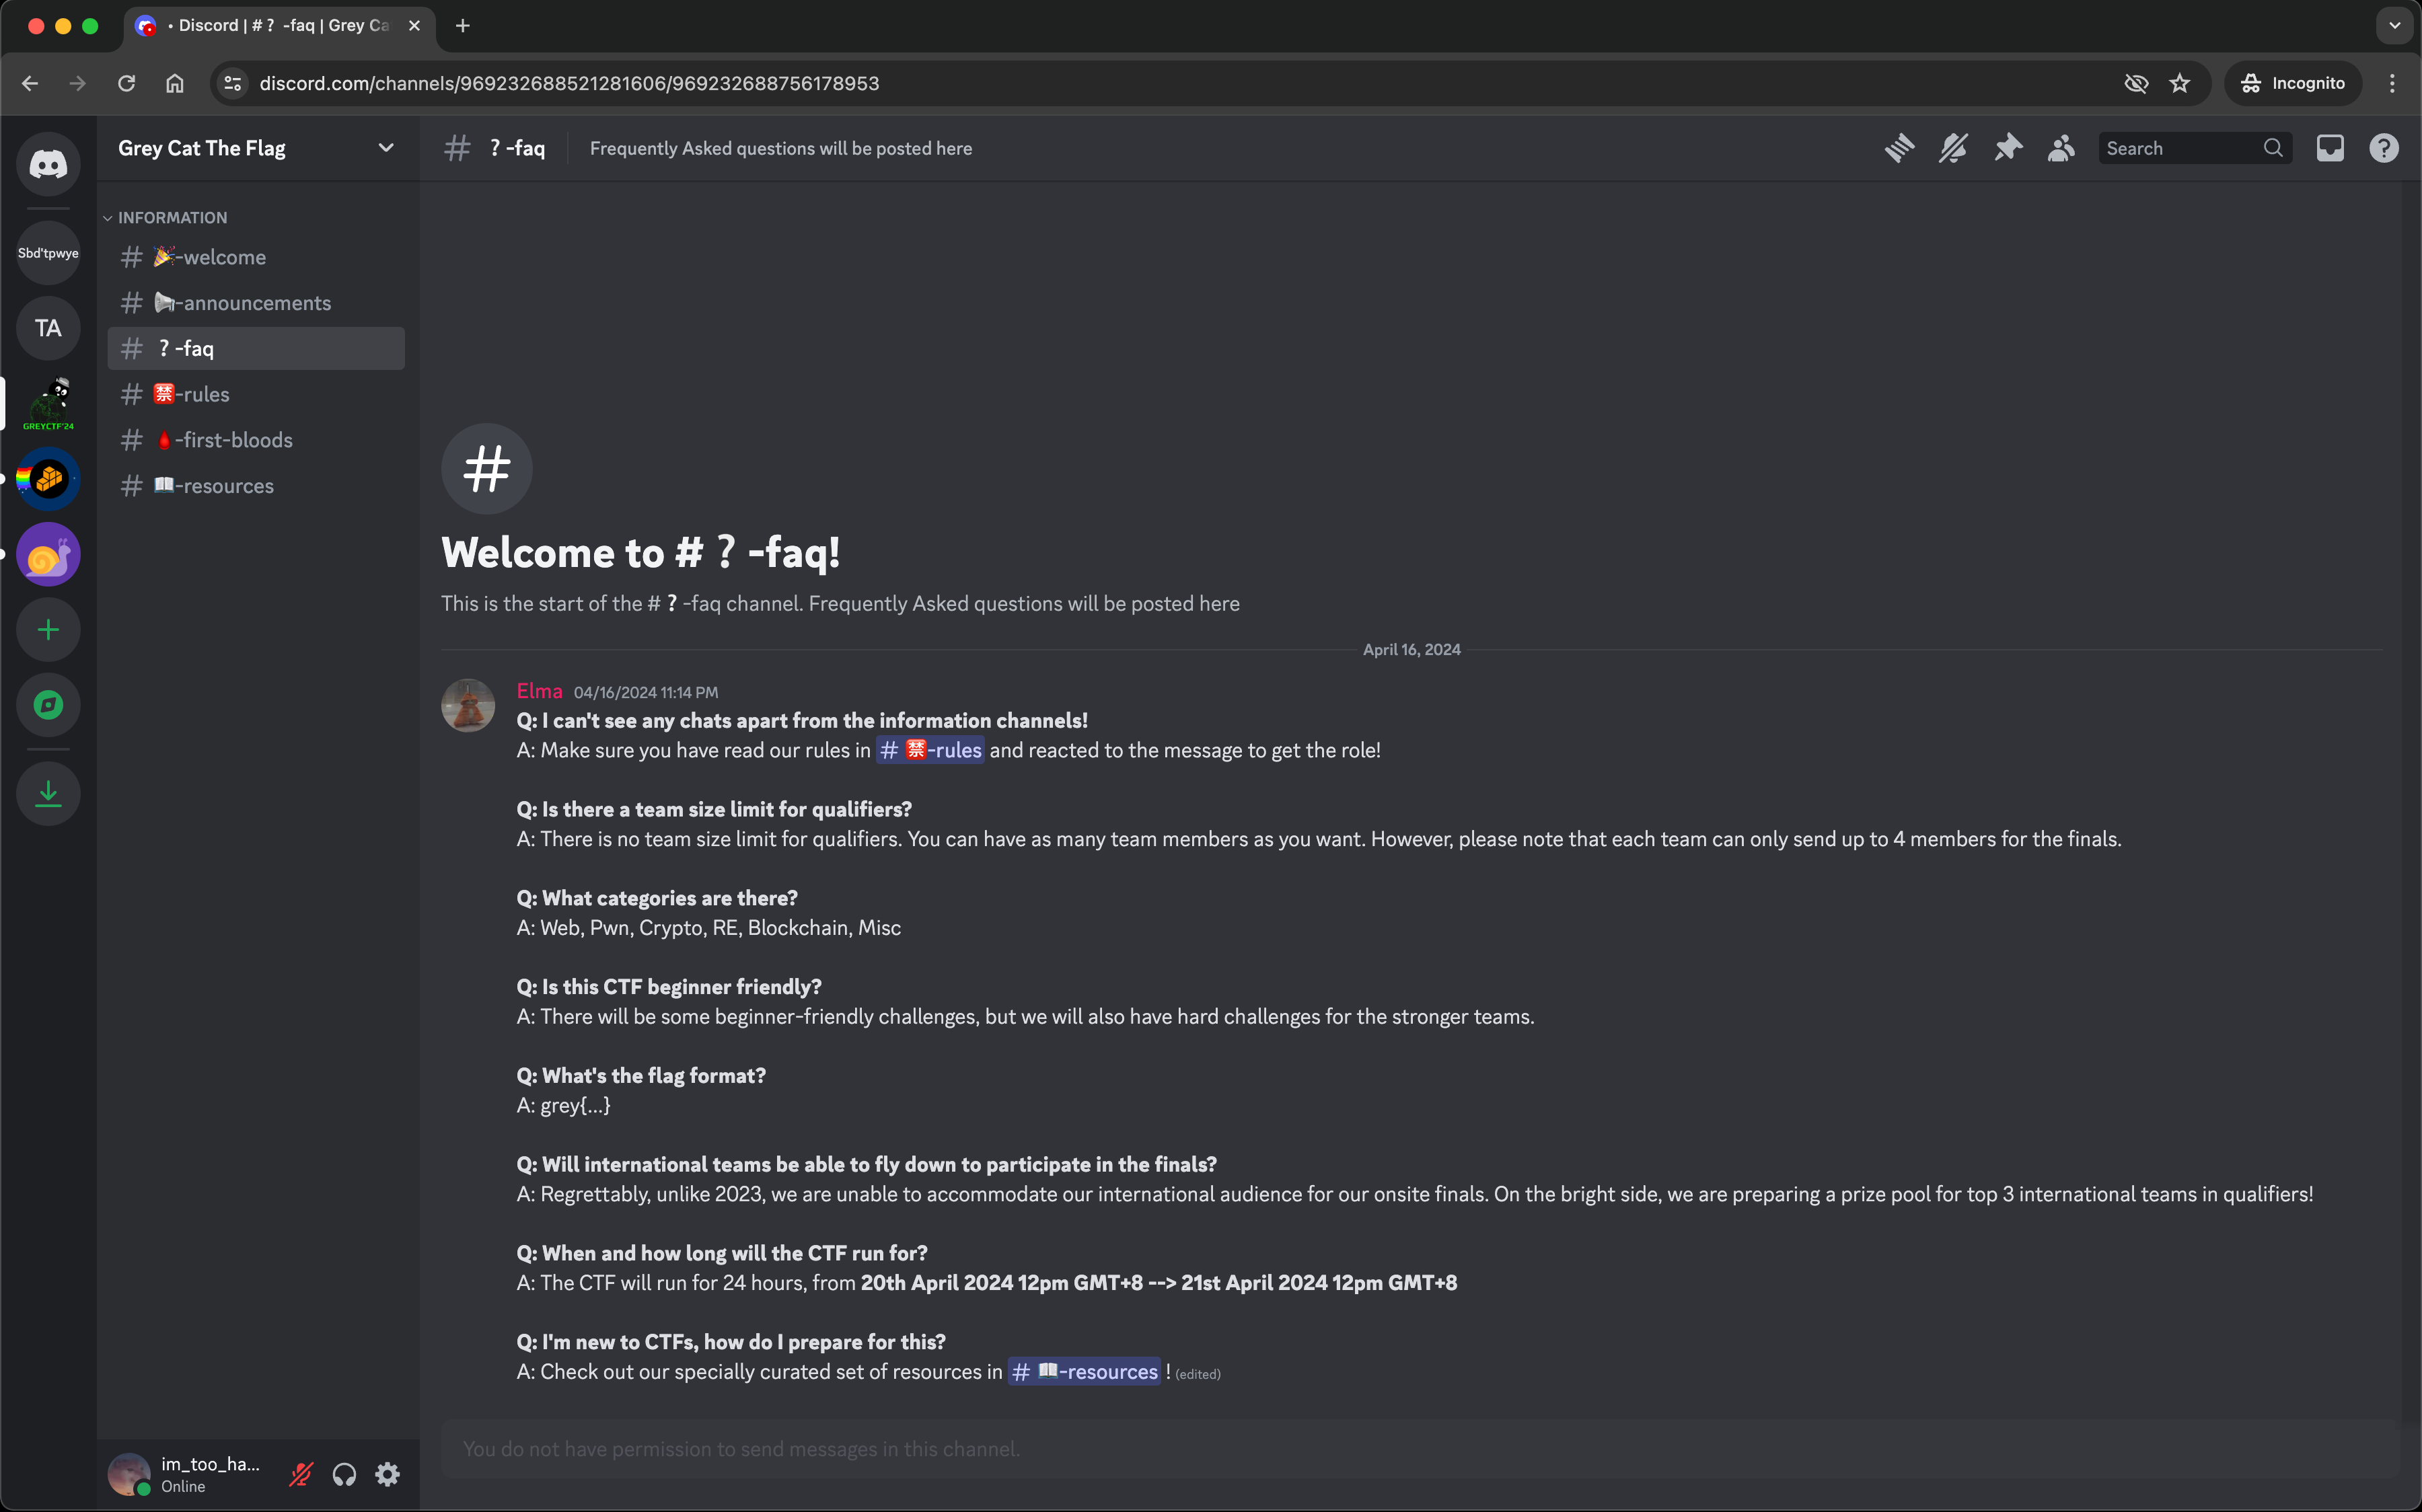 • Discord | # ？-faq | Grey Ca
discord.com/channels/969232688521281606/969232688756178953
Incognito
Grey Cat The Flag
# ？-faq
Frequently Asked questions will be posted here
Search
Sbd'tpwye
TA
GREYCTF'24
INFORMATION
# 🎉-welcome
# 📢-announcements
# ？-faq
# 🈲-rules
# 🩸-first-bloods
# 📖-resources
Welcome to # ？-faq!
This is the start of the # ？-faq channel. Frequently Asked questions will be posted here
April 16, 2024
Elma 04/16/2024 11:14 PM
Q: I can't see any chats apart from the information channels!
A: Make sure you have read our rules in # 🈲-rules and reacted to the message to get the role!
Q: Is there a team size limit for qualifiers?
A: There is no team size limit for qualifiers. You can have as many team members as you want. However, please note that each team can only send up to 4 members for the finals.
Q: What categories are there?
A: Web, Pwn, Crypto, RE, Blockchain, Misc
Q: Is this CTF beginner friendly?
A: There will be some beginner-friendly challenges, but we will also have hard challenges for the stronger teams.
Q: What's the flag format?
A: grey{...}
Q: Will international teams be able to fly down to participate in the finals?
A: Regrettably, unlike 2023, we are unable to accommodate our international audience for our onsite finals. On the bright side, we are preparing a prize pool for top 3 international teams in qualifiers!
Q: When and how long will the CTF run for?
A: The CTF will run for 24 hours, from 20th April 2024 12pm GMT+8 --> 21st April 2024 12pm GMT+8
Q: I'm new to CTFs, how do I prepare for this?
A: Check out our specially curated set of resources in # 📖-resources ! (edited)
You do not have permission to send messages in this channel.
im_too_ha...
Online